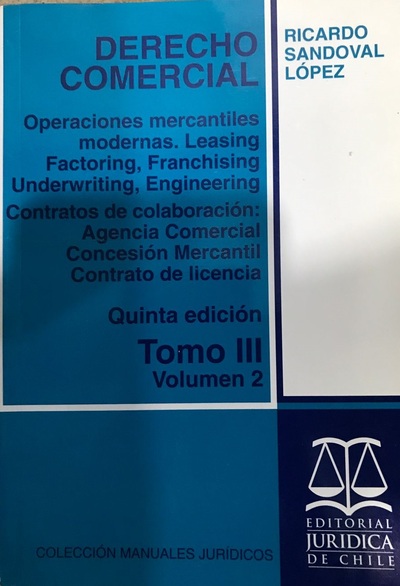 DERECHO
COMERCIAL
Operaciones mercantiles
modernas. Leasing
Factoring, Franchising
Underwriting, Engineering
Contratos de colaboración:
Agencia Comercial
Concesión Mercantil
Contrato de licencia
Quinta edición
Tomo III
Volumen 2
RICARDO
SANDOVAL
LÓPEZ
COLECCIÓN MANUALES JURÍDICOS
EDITORIAL
JURIDICA
DE CHILE